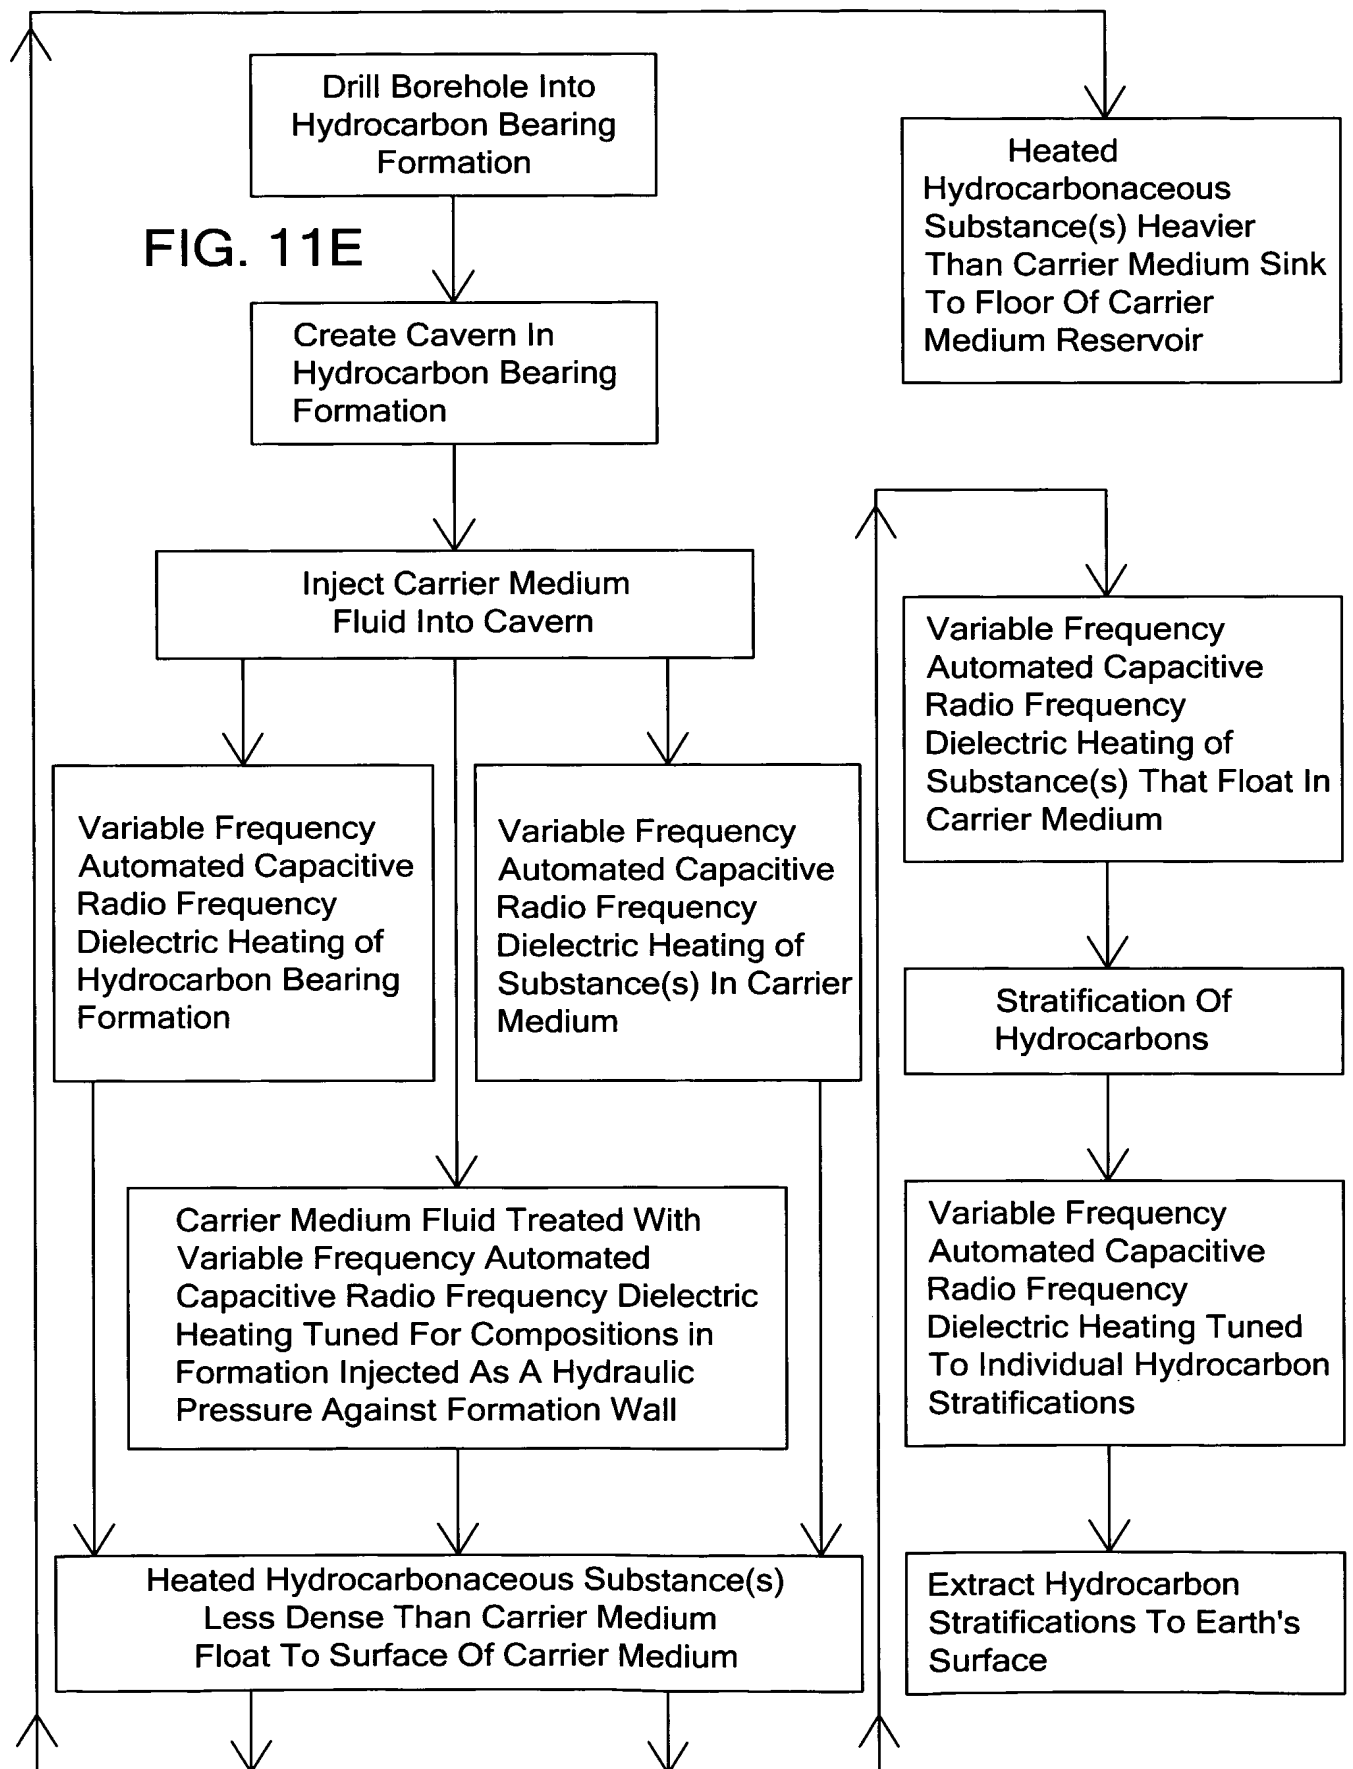 Drill Borehole Into
Hydrocarbon Bearing
Formation
FIG. 11E
Create Cavern In
Hydrocarbon Bearing
Formation
Inject Carrier Medium
Fluid Into Cavern
Variable Frequency
Automated Capacitive
Radio Frequency
Dielectric Heating of
Hydrocarbon Bearing
Formation
Variable Frequency
Automated Capacitive
Radio Frequency
Dielectric Heating of
Substance(s) In Carrier
Medium
Carrier Medium Fluid Treated With
Variable Frequency Automated
Capacitive Radio Frequency Dielectric
Heating Tuned For Compositions in
Formation Injected As A Hydraulic
Pressure Against Formation Wall
Heated Hydrocarbonaceous Substance(s)
Less Dense Than Carrier Medium
Float To Surface Of Carrier Medium
Heated
Hydrocarbonaceous
Substance(s) Heavier
Than Carrier Medium Sink
To Floor Of Carrier
Medium Reservoir
Variable Frequency
Automated Capacitive
Radio Frequency
Dielectric Heating of
Substance(s) That Float In
Carrier Medium
Stratification Of
Hydrocarbons
Variable Frequency
Automated Capacitive
Radio Frequency
Dielectric Heating Tuned
To Individual Hydrocarbon
Stratifications
Extract Hydrocarbon
Stratifications To Earth's
Surface